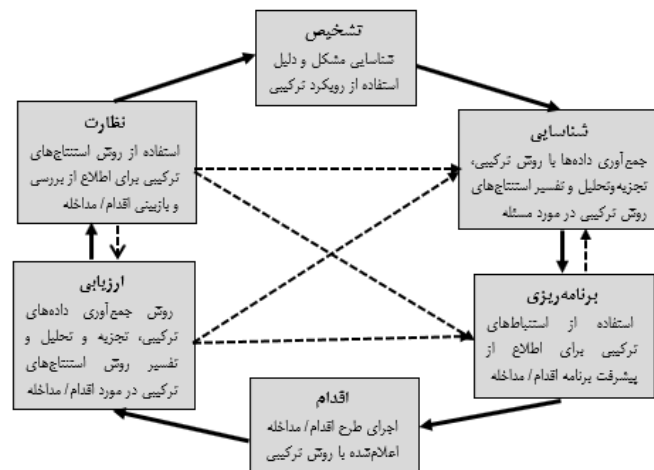 تشخیص
شناسایی مشکل و دلیل
استفاده از رویکرد ترکیبی
شناسایی
جمع‌آوری داده‌ها با روش ترکیبی،
تجزیه‌وتحلیل و تفسیر استنتاج‌های
روش ترکیبی در مورد مسئله
برنامه‌ریزی
استفاده از استنباط‌های
ترکیبی برای اطلاع از
پیشرفت برنامه اقدام/ مداخله
اقدام
اجرای طرح اقدام/ مداخله
اعلام‌شده با روش ترکیبی
ارزیابی
روش جمع‌آوری داده‌های
ترکیبی، تجزیه و تحلیل و
تفسیر روش استنتاج‌های
ترکیبی در مورد اقدام/ مداخله
نظارت
استفاده از روش استنتاج‌های
ترکیبی برای اطلاع از بررسی
و بازبینی اقدام/ مداخله